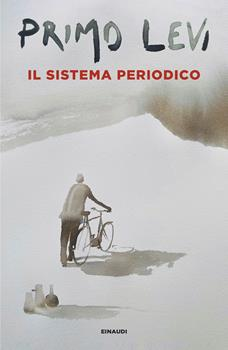 PRIMO LEVI
IL SISTEMA PERIODICO
EINAUDI